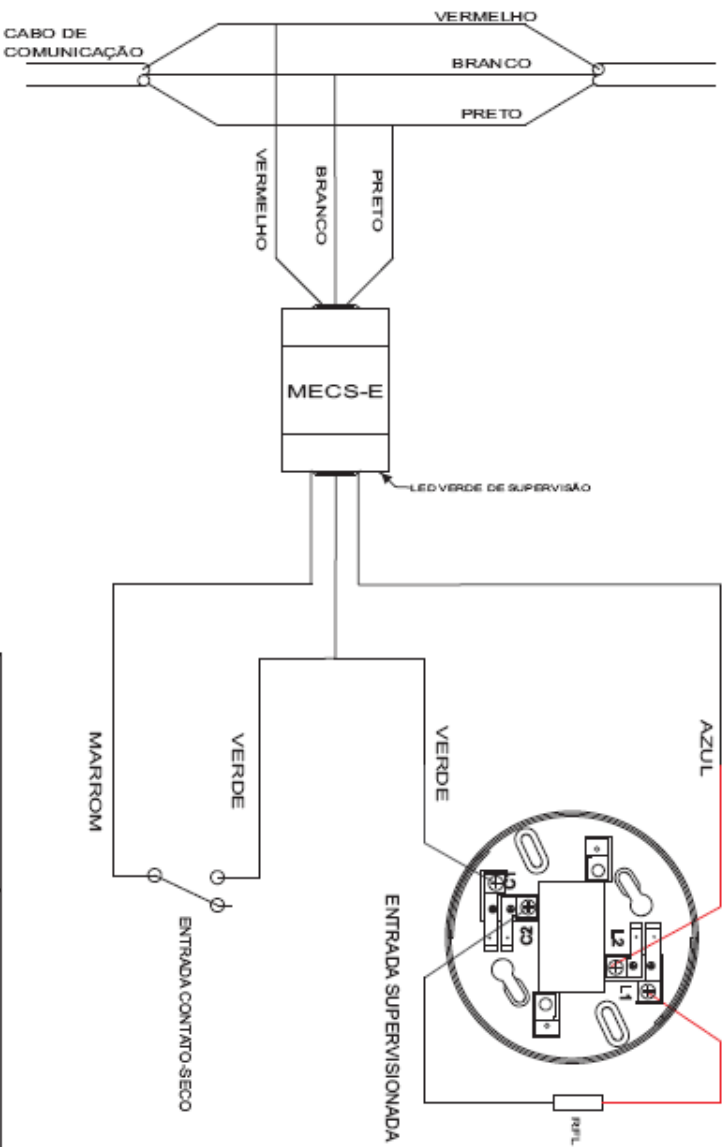 CABO DE
COMUNICAÇÃO
VERMELHO
BRANCO
PRETO
VERMELHO
BRANCO
PRETO
MECS-E
LED VERDE DE SUPERVISÃO
MARROM
VERDE
VERDE
AZUL
ENTRADA CONTATO-SECO
ENTRADA SUPERVISIONADA
C2
L2
L1
RFL